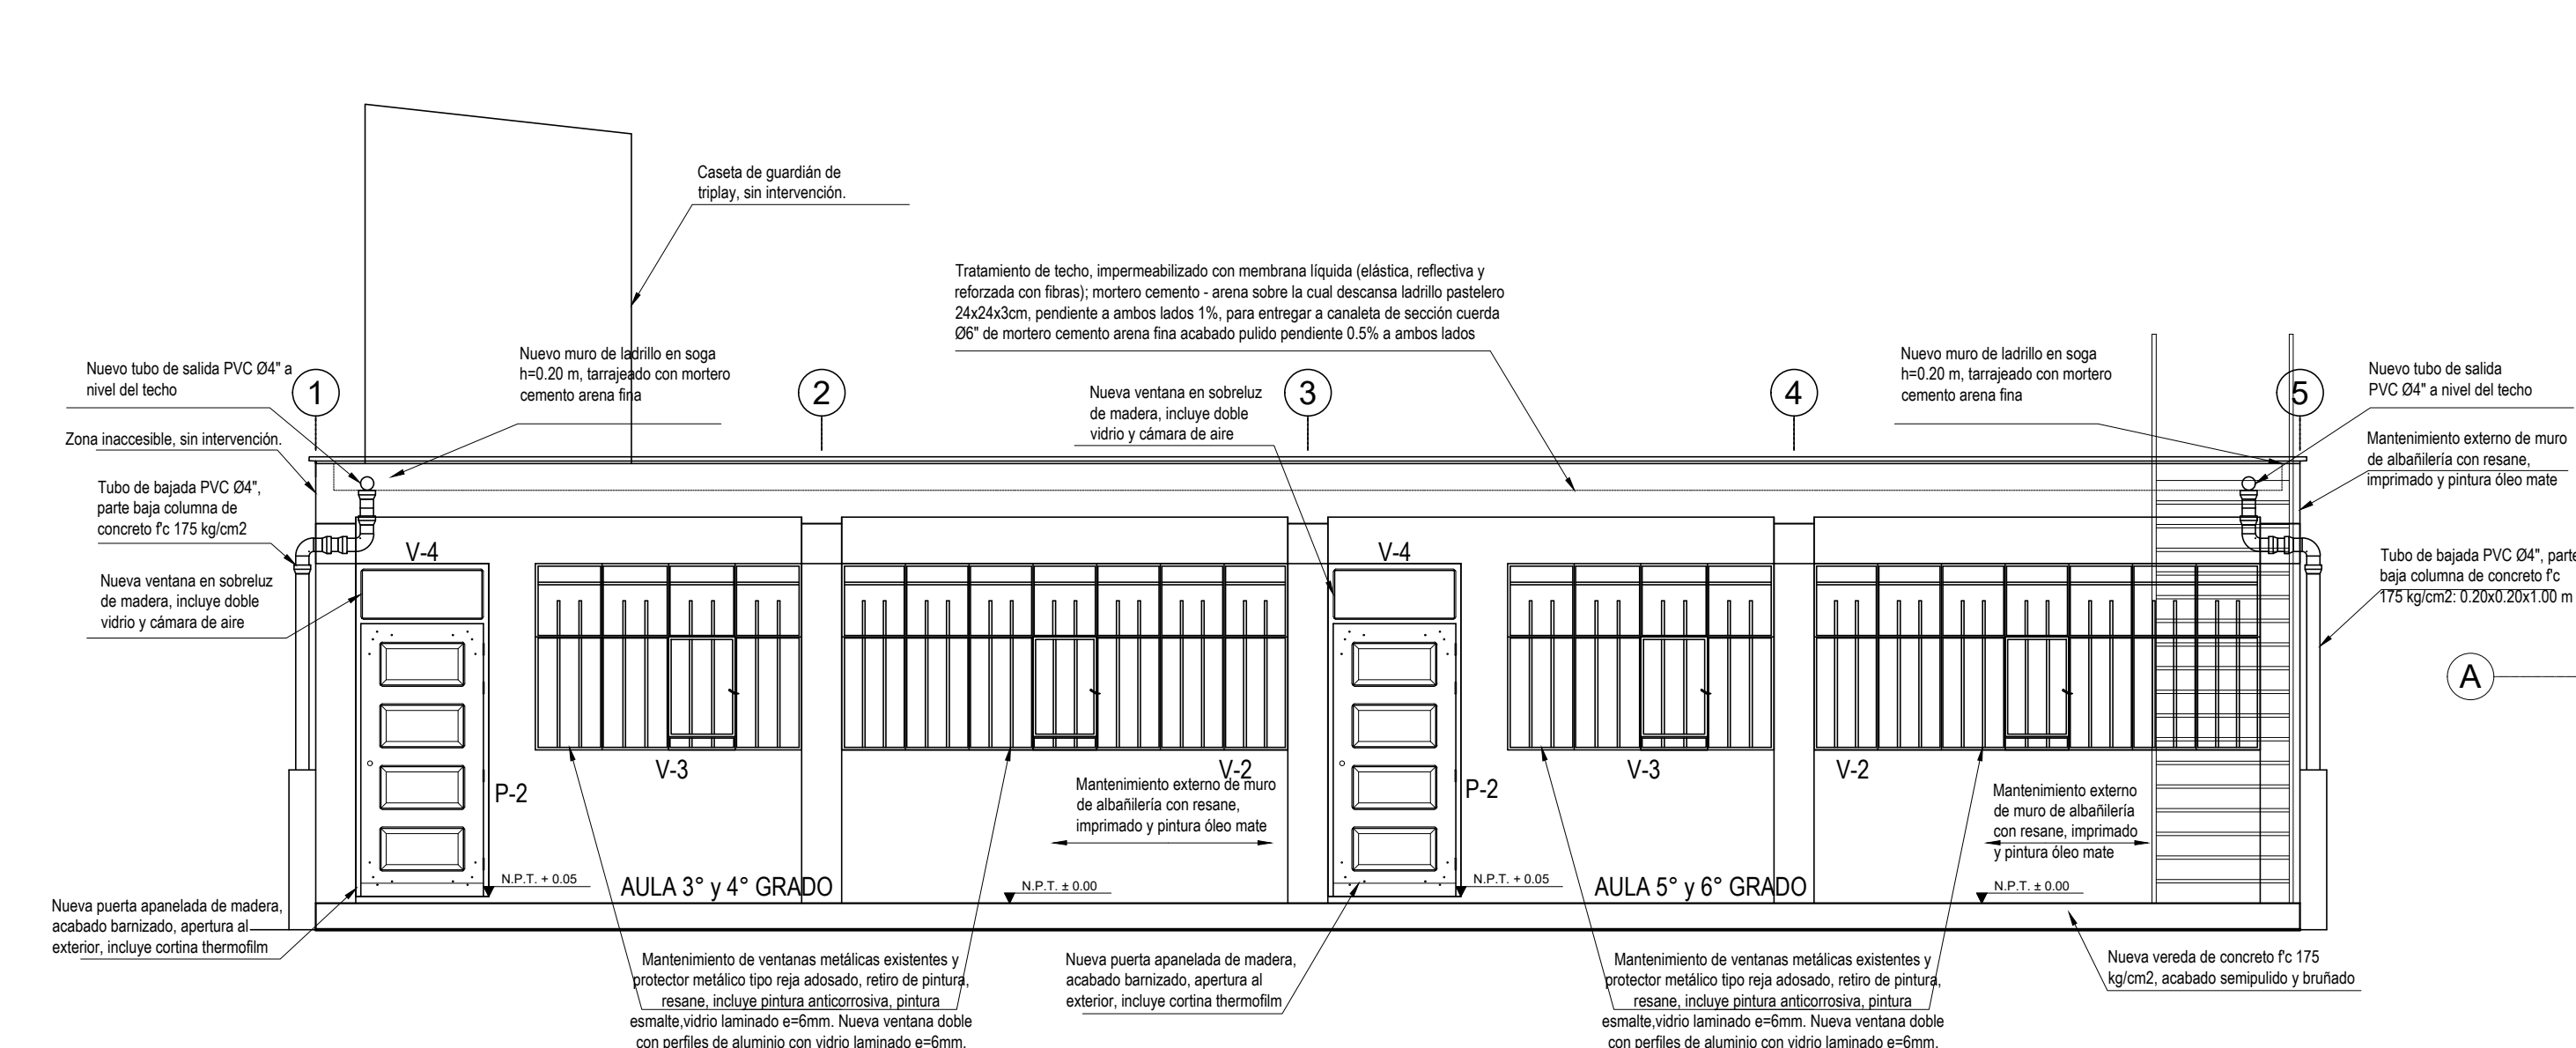 Caseta de guardián de
triplay, sin intervención.
Tratamiento de techo, impermeabilizado con membrana líquida (elástica, reflectiva y
reforzada con fibras); mortero cemento - arena sobre la cual descansa ladrillo pastelero
24x24x3cm, pendiente a ambos lados 1%, para entregar a canaleta de sección cuerda
Ø6" de mortero cemento arena fina acabado pulido pendiente 0.5% a ambos lados
Nuevo tubo de salida PVC Ø4" a
nivel del techo
1
Nuevo muro de ladrillo en soga
h=0.20 m, tarrajeado con mortero
cemento arena fina
2
Nueva ventana en sobreluz
de madera, incluye doble
vidrio y cámara de aire
3
4
Nuevo muro de ladrillo en soga
h=0.20 m, tarrajeado con mortero
cemento arena fina
5
Nuevo tubo de salida
PVC Ø4" a nivel del techo
Zona inaccesible, sin intervención.
Mantenimiento externo de muro
de albañilería con resane,
imprimado y pintura óleo mate
Tubo de bajada PVC Ø4",
parte baja columna de
concreto f'c 175 kg/cm2
Tubo de bajada PVC Ø4", parte
baja columna de concreto f'c
175 kg/cm2: 0.20x0.20x1.00 m
Nueva ventana en sobreluz
de madera, incluye doble
vidrio y cámara de aire
V-4
V-4
A
V-3
V-2
V-3
V-2
P-2
P-2
Mantenimiento externo de muro
de albañilería con resane,
imprimado y pintura óleo mate
Mantenimiento externo
de muro de albañilería
con resane, imprimado
y pintura óleo mate
N.P.T. + 0.05
AULA 3° y 4° GRADO
N.P.T. ± 0.00
N.P.T. + 0.05
AULA 5° y 6° GRADO
N.P.T. ± 0.00
Nueva puerta apanelada de madera,
acabado barnizado, apertura al
exterior, incluye cortina thermofilm
Mantenimiento de ventanas metálicas existentes y
protector metálico tipo reja adosado, retiro de pintura,
resane, incluye pintura anticorrosiva, pintura
esmalte,vidrio laminado e=6mm. Nueva ventana doble
con perfiles de aluminio con vidrio laminado e=6mm.
Nueva puerta apanelada de madera,
acabado barnizado, apertura al
exterior, incluye cortina thermofilm
Mantenimiento de ventanas metálicas existentes y
protector metálico tipo reja adosado, retiro de pintura,
resane, incluye pintura anticorrosiva, pintura
esmalte,vidrio laminado e=6mm. Nueva ventana doble
con perfiles de aluminio con vidrio laminado e=6mm.
Nueva vereda de concreto f'c 175
kg/cm2, acabado semipulido y bruñado